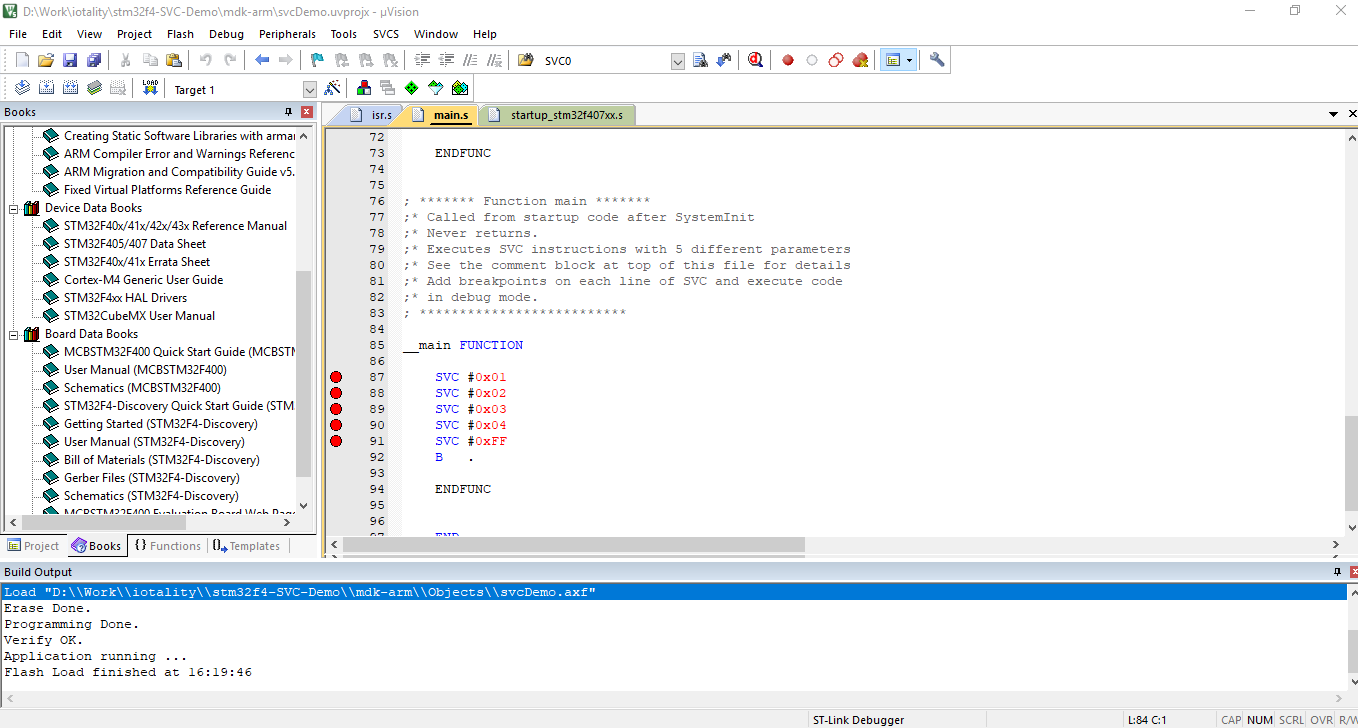 D:\Work\iotality\stm32f4-SVC-Demo\mdk-arm\svcDemo.uvprojx - µVision
File Edit View Project Flash Debug Peripherals Tools SVCS Window Help
SVC0
LOAD Target 1
Books
Creating Static Software Libraries with armar
ARM Compiler Error and Warnings Referenc
ARM Migration and Compatibility Guide v5.
Fixed Virtual Platforms Reference Guide
Device Data Books
STM32F40x/41x/42x/43x Reference Manual
STM32F405/407 Data Sheet
STM32F40x/41x Errata Sheet
Cortex-M4 Generic User Guide
STM32F4xx HAL Drivers
STM32CubeMX User Manual
Board Data Books
MCBSTM32F400 Quick Start Guide (MCBSTM
User Manual (MCBSTM32F400)
Schematics (MCBSTM32F400)
STM32F4-Discovery Quick Start Guide (STM
Getting Started (STM32F4-Discovery)
User Manual (STM32F4-Discovery)
Bill of Materials (STM32F4-Discovery)
Gerber Files (STM32F4-Discovery)
Schematics (STM32F4-Discovery)
MCBSTM32F400 Evaluation Board Web Page
Project Books {} Functions 0 Templates
isr.s main.s startup_stm32f407xx.s
72
73 ENDFUNC
74
75
76 ; ******* Function main *******
77 ;* Called from startup code after SystemInit
78 ;* Never returns.
79 ;* Executes SVC instructions with 5 different parameters
80 ;* See the comment block at top of this file for details
81 ;* Add breakpoints on each line of SVC and execute code
82 ;* in debug mode.
83 ; **************************
84
85 __main FUNCTION
86
87 SVC #0x01
88 SVC #0x02
89 SVC #0x03
90 SVC #0x04
91 SVC #0xFF
92 B .
93
94 ENDFUNC
95
96
97 END
Build Output
Load "D:\\Work\\iotality\\stm32f4-SVC-Demo\\mdk-arm\\Objects\\svcDemo.axf"
Erase Done.
Programming Done.
Verify OK.
Application running ...
Flash Load finished at 16:19:46
ST-Link Debugger L:84 C:1 CAP NUM SCRL OVR R/W